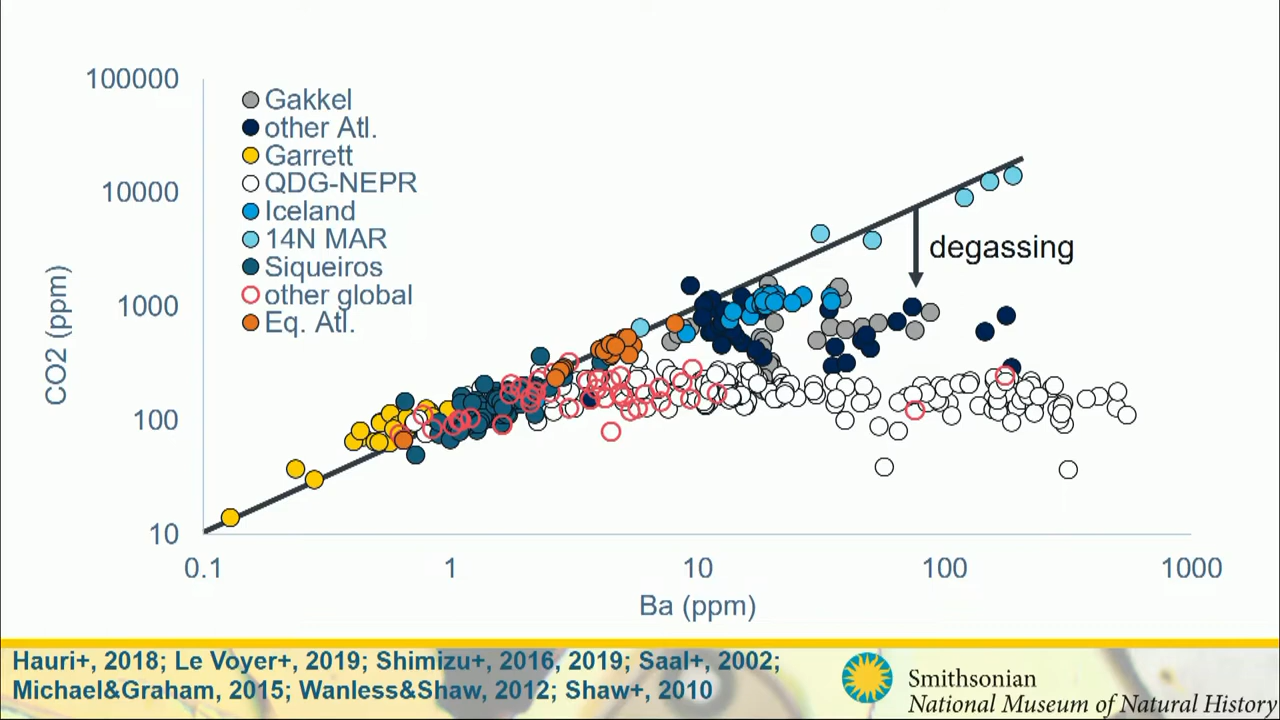 100000
10000
1000
100
10
CO2 (ppm)
Gakkel
other Atl.
Garrett
QDG-NEPR
Iceland
14N MAR
Siqueiros
other global
Eq. Atl.
degassing
0.1 1 10 100 1000
Ba (ppm)
Hauri+, 2018; Le Voyer+, 2019; Shimizu+, 2016, 2019; Saal+, 2002;
Michael&Graham, 2015; Wanless&Shaw, 2012; Shaw+, 2010
Smithsonian
National Museum of Natural History